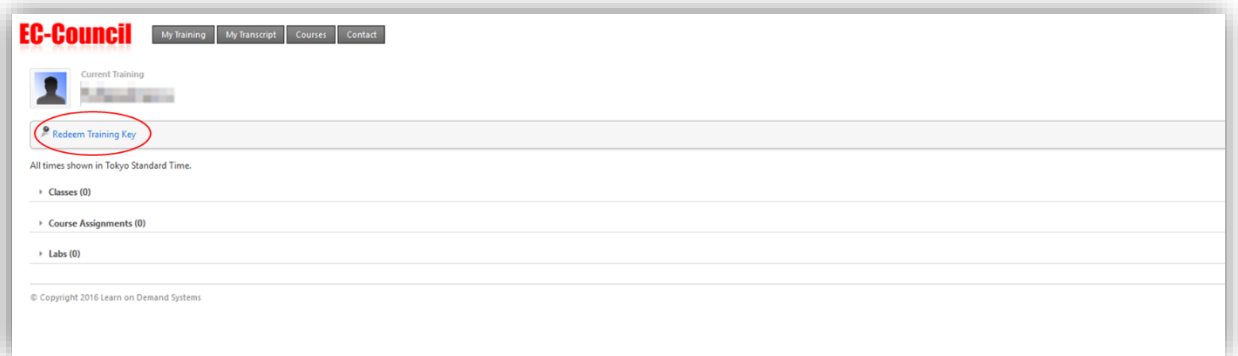 EC-Council
My Training My Transcript Courses Contact
Current Training
Redeem Training Key
All times shown in Tokyo Standard Time.
Classes (0)
Course Assignments (0)
Labs (0)
© Copyright 2016 Learn on Demand Systems